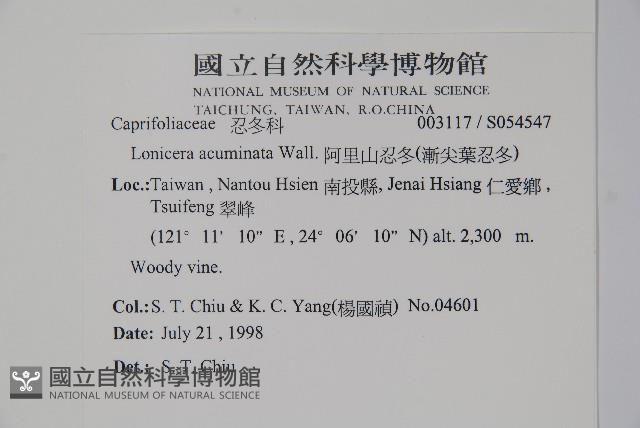 國立自然科學博物館
NATIONAL MUSEUM OF NATURAL SCIENCE
TAICHUNG, TAIWAN, R.O.CHINA
Caprifoliaceae 忍冬科 003117 / S054547
Lonicera acuminata Wall. 阿里山忍冬(漸尖葉忍冬)
Loc.:Taiwan , Nantou Hsien 南投縣, Jenai Hsiang 仁愛鄉 ,
Tsuifeng 翠峰
(121° 11' 10" E , 24° 06' 10" N) alt. 2,300 m.
Woody vine.
Col.: S. T. Chiu & K. C. Yang(楊國禎) No.04601
Date: July 21 , 1998
Det.: S. T. Chiu
國立自然科學博物館
NATIONAL MUSEUM OF NATURAL SCIENCE